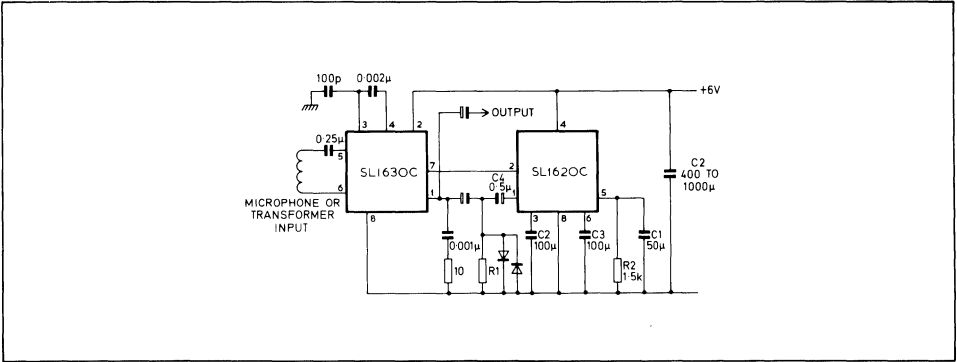 100p
0·002μ
+6V
OUTPUT
3
4
2
4
0·25μ
5
SL1630C
7
2
SL1620C
C2
400 TO
1000μ
6
1
C4
0·5μ
1
5
MICROPHONE OR
TRANSFORMER
INPUT
8
3
8
6
0·001μ
C2
100μ
C3
100μ
C1
50μ
10
R1
R2
1·5k